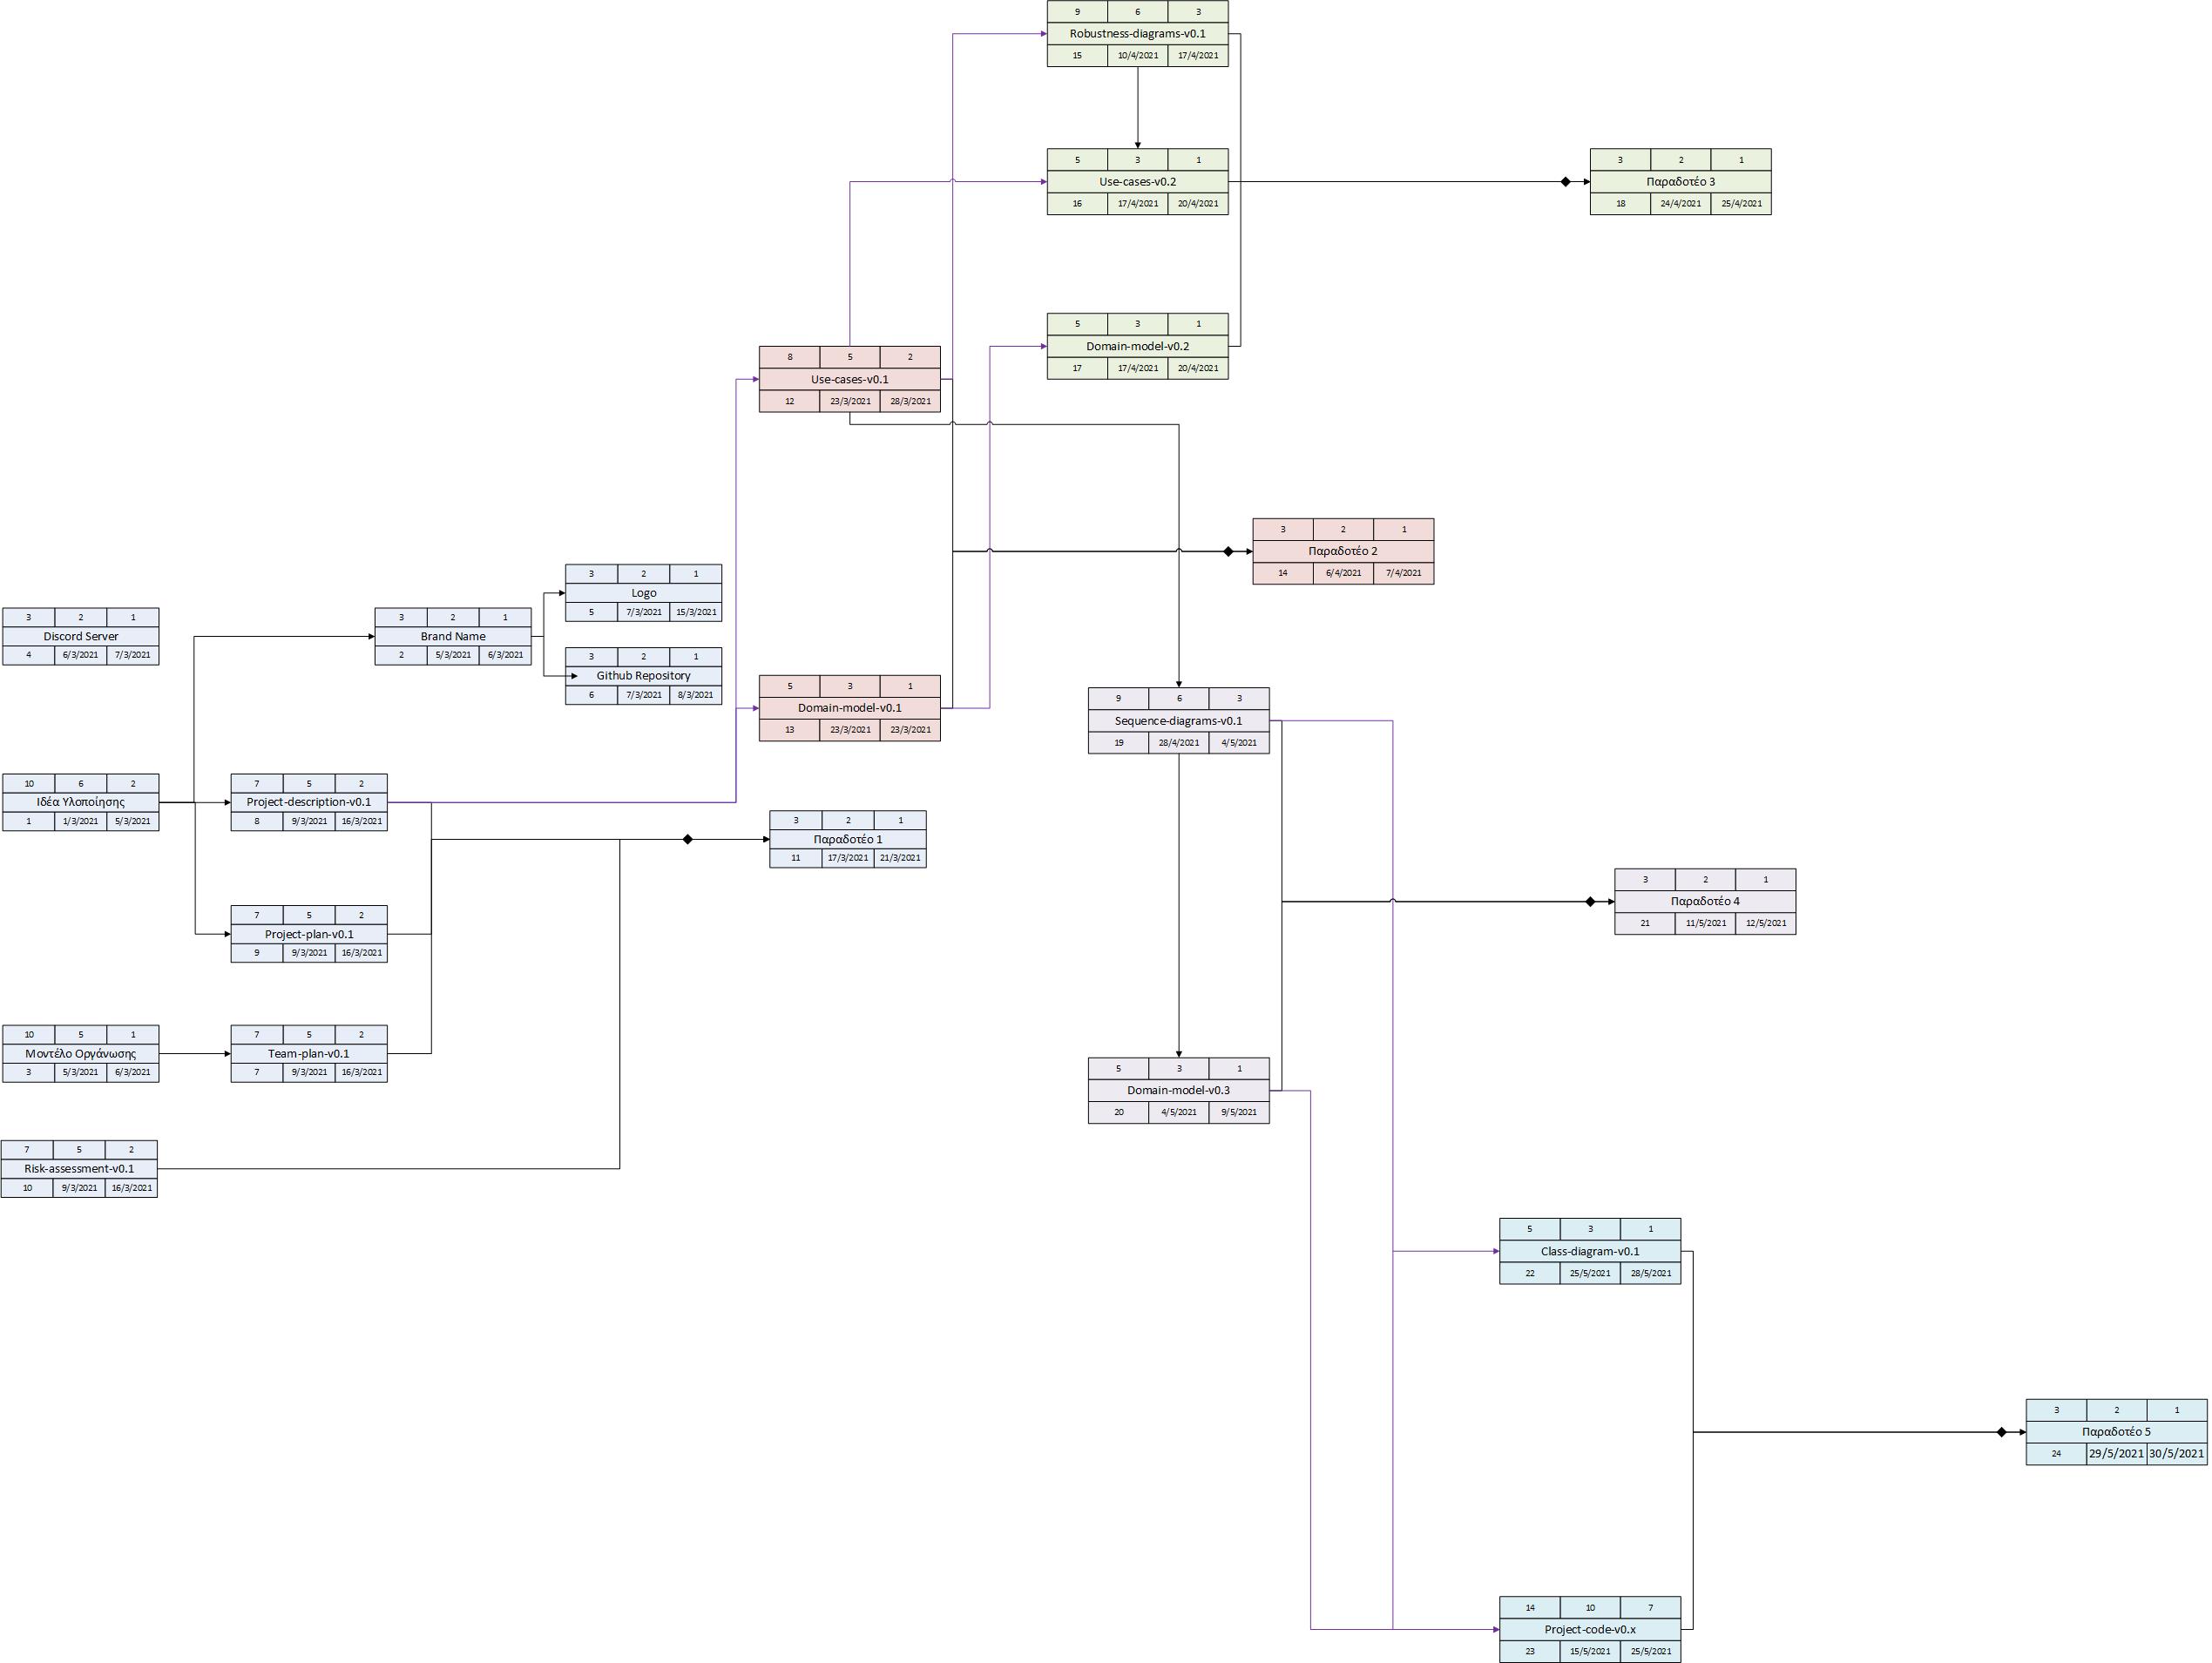 9 6 3
Robustness-diagrams-v0.1
15 10/4/2021 17/4/2021
5 3 1
Use-cases-v0.2
16 17/4/2021 20/4/2021
3 2 1
Παραδοτέο 3
18 24/4/2021 25/4/2021
5 3 1
Domain-model-v0.2
17 17/4/2021 20/4/2021
8 5 2
Use-cases-v0.1
12 23/3/2021 28/3/2021
3 2 1
Παραδοτέο 2
14 6/4/2021 7/4/2021
3 2 1
Logo
5 7/3/2021 15/3/2021
3 2 1
Discord Server
4 6/3/2021 7/3/2021
3 2 1
Brand Name
2 5/3/2021 6/3/2021
3 2 1
Github Repository
6 7/3/2021 8/3/2021
5 3 1
Domain-model-v0.1
13 23/3/2021 23/3/2021
9 6 3
Sequence-diagrams-v0.1
19 28/4/2021 4/5/2021
10 6 2
Ιδέα Υλοποίησης
1 1/3/2021 5/3/2021
7 5 2
Project-description-v0.1
8 9/3/2021 16/3/2021
3 2 1
Παραδοτέο 1
11 17/3/2021 21/3/2021
3 2 1
Παραδοτέο 4
21 11/5/2021 12/5/2021
7 5 2
Project-plan-v0.1
9 9/3/2021 16/3/2021
10 5 1
Μοντέλο Οργάνωσης
3 5/3/2021 6/3/2021
7 5 2
Team-plan-v0.1
7 9/3/2021 16/3/2021
5 3 1
Domain-model-v0.3
20 4/5/2021 9/5/2021
7 5 2
Risk-assessment-v0.1
10 9/3/2021 16/3/2021
5 3 1
Class-diagram-v0.1
22 25/5/2021 28/5/2021
3 2 1
Παραδοτέο 5
24 29/5/2021 30/5/2021
14 10 7
Project-code-v0.x
23 15/5/2021 25/5/2021